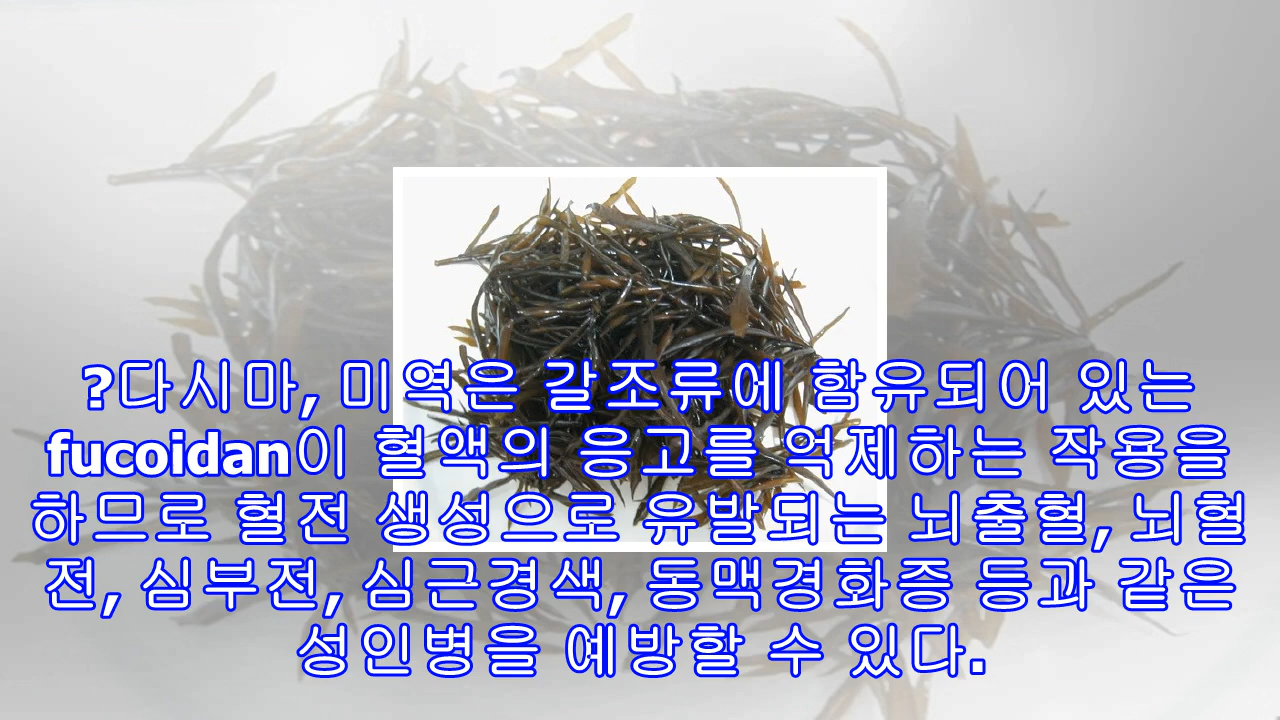 ?다시마, 미역은 갈조류에 함유되어 있는
fucoidan이 혈액의 응고를 억제하는 작용을
하므로 혈전 생성으로 유발되는 뇌출혈, 뇌혈
전, 심부전, 심근경색, 동맥경화증 등과 같은
성인병을 예방할 수 있다.